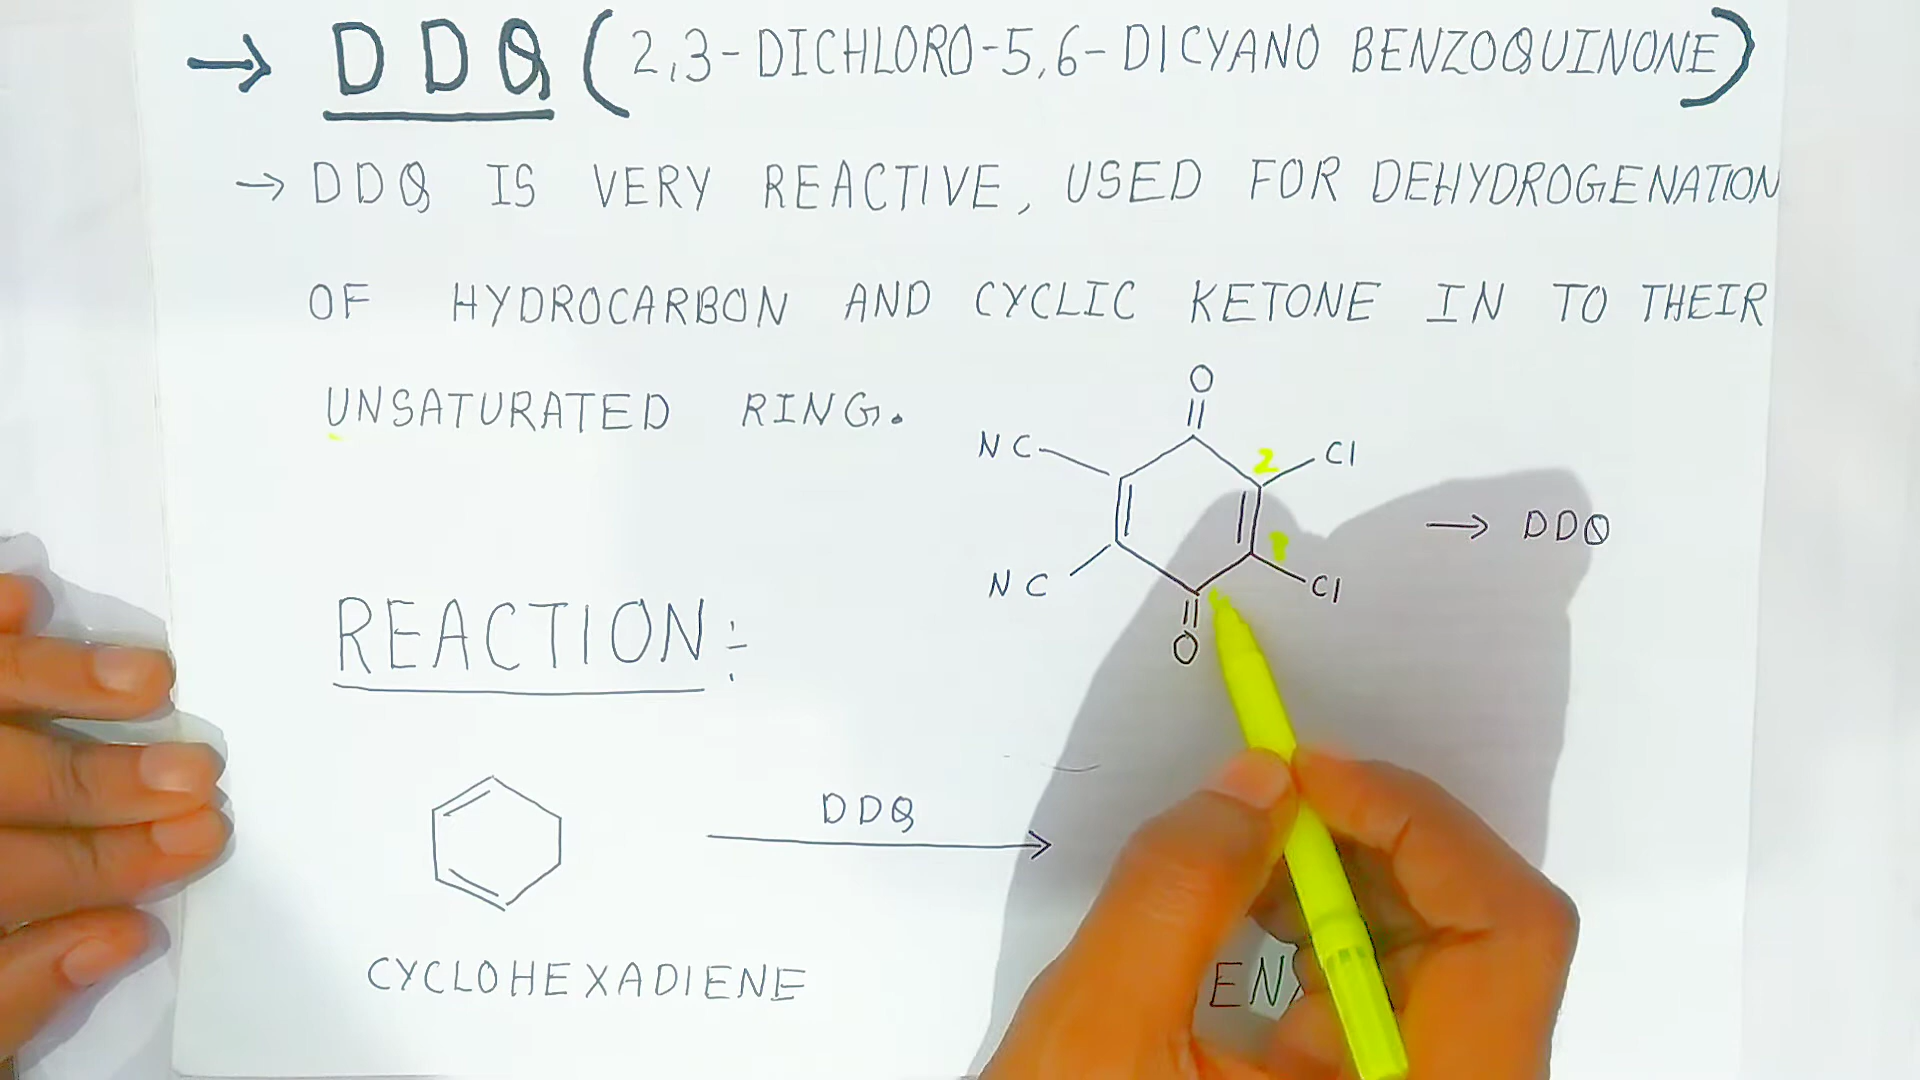 → DDQ (2,3-DICHLORO-5,6-DICYANO BENZOQUINONE)
→ DDQ IS VERY REACTIVE, USED FOR DEHYDROGENATION
OF HYDROCARBON AND CYCLIC KETONE IN TO THEIR
UNSATURATED RING.
O
NC 2 Cl
→ DDQ
NC Cl
O
REACTION:
DDQ
CYCLOHEXADIENE